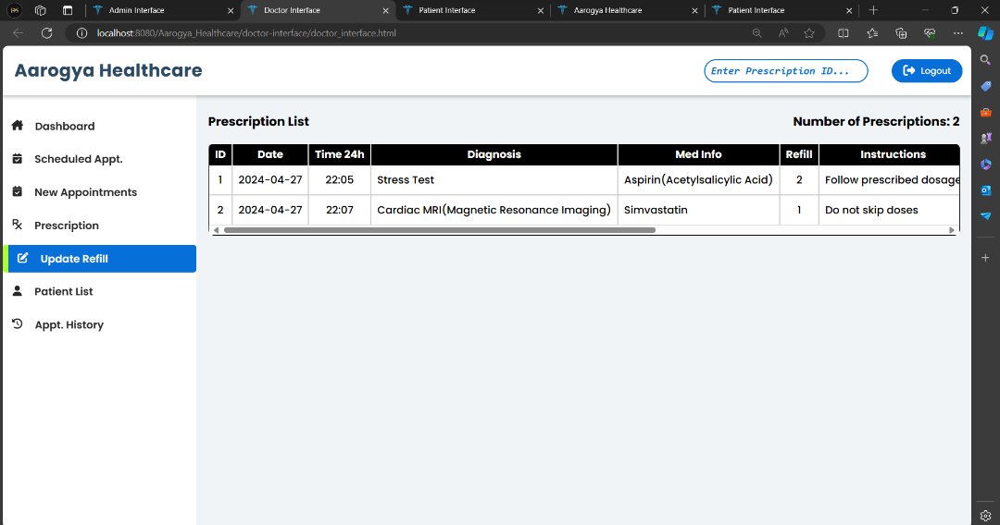 Admin Interface
Doctor Interface
Patient Interface
Aarogya Healthcare
Patient Interface
localhost:8080/Aarogya_Healthcare/doctor-interface/doctor_interface.html
Aarogya Healthcare
Enter Prescription ID...
Logout
Dashboard
Scheduled Appt.
New Appointments
Prescription
Update Refill
Patient List
Appt. History
Prescription List
Number of Prescriptions: 2
ID Date Time 24h Diagnosis Med Info Refill Instructions
1 2024-04-27 22:05 Stress Test Aspirin(Acetylsalicylic Acid) 2 Follow prescribed dosage
2 2024-04-27 22:07 Cardiac MRI(Magnetic Resonance Imaging) Simvastatin 1 Do not skip doses